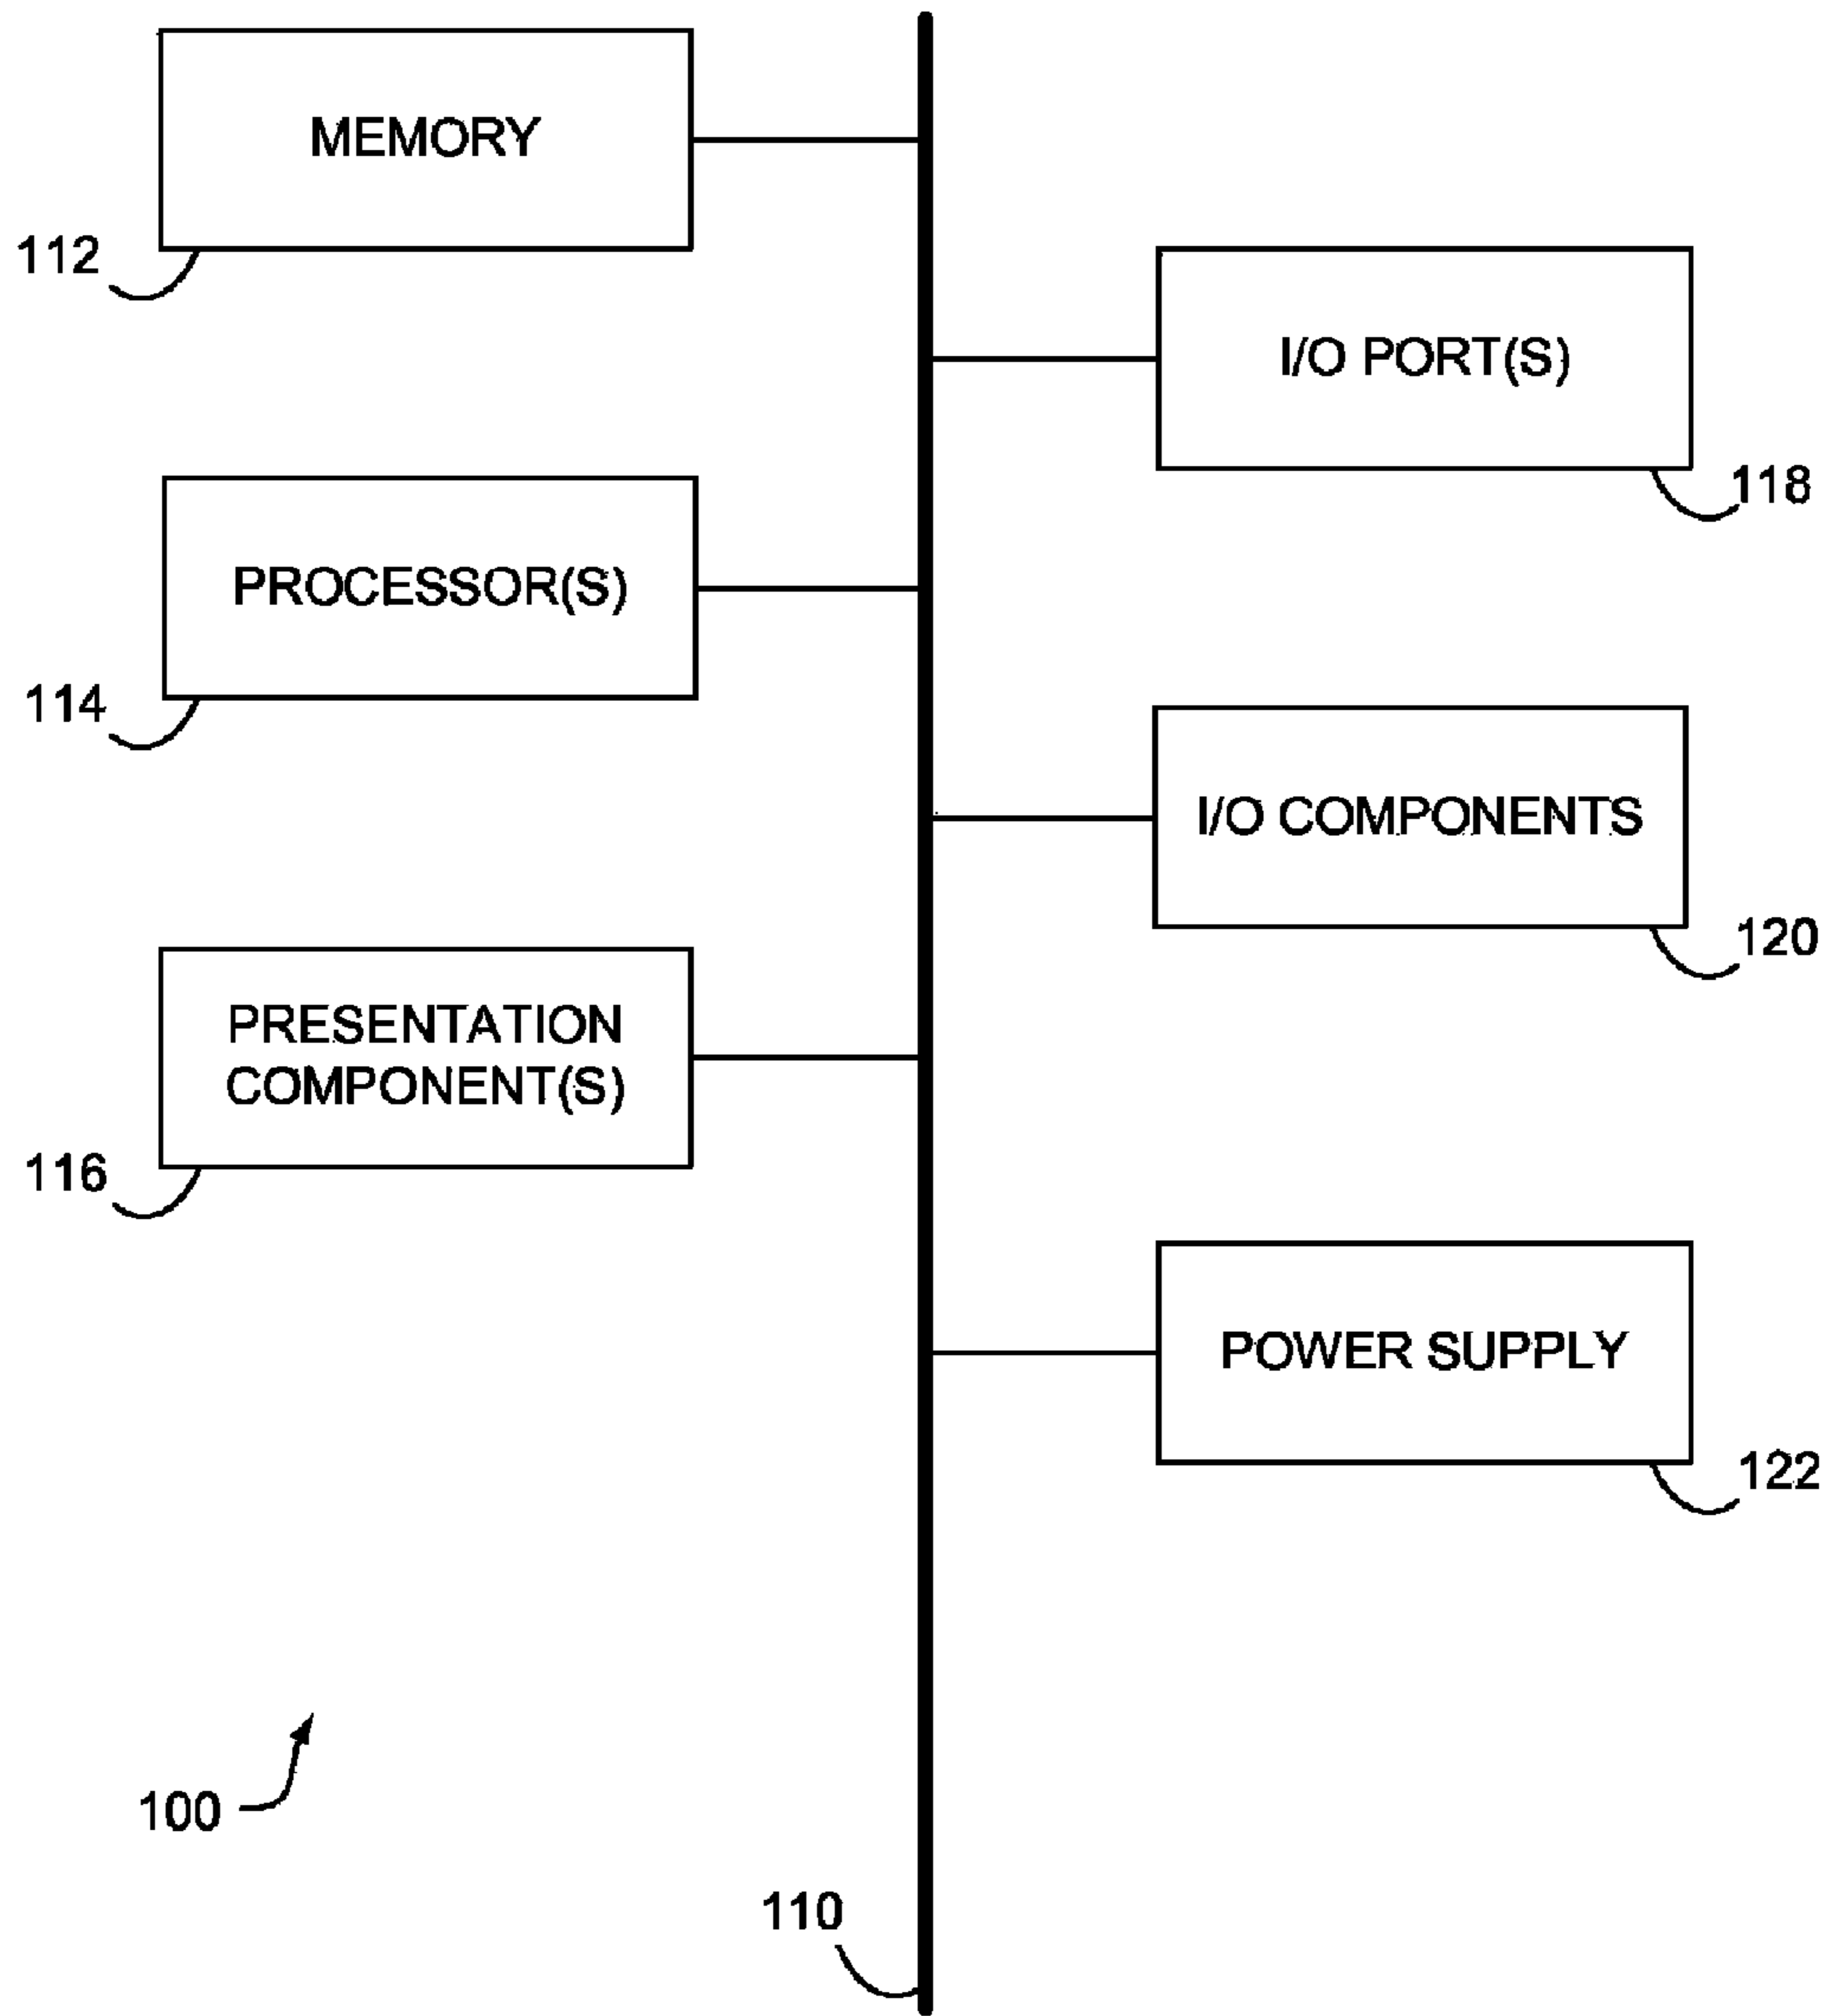 MEMORY
112
I/O PORT(S)
118
PROCESSOR(S)
114
I/O COMPONENTS
120
PRESENTATION
COMPONENT(S)
116
POWER SUPPLY
122
100
110